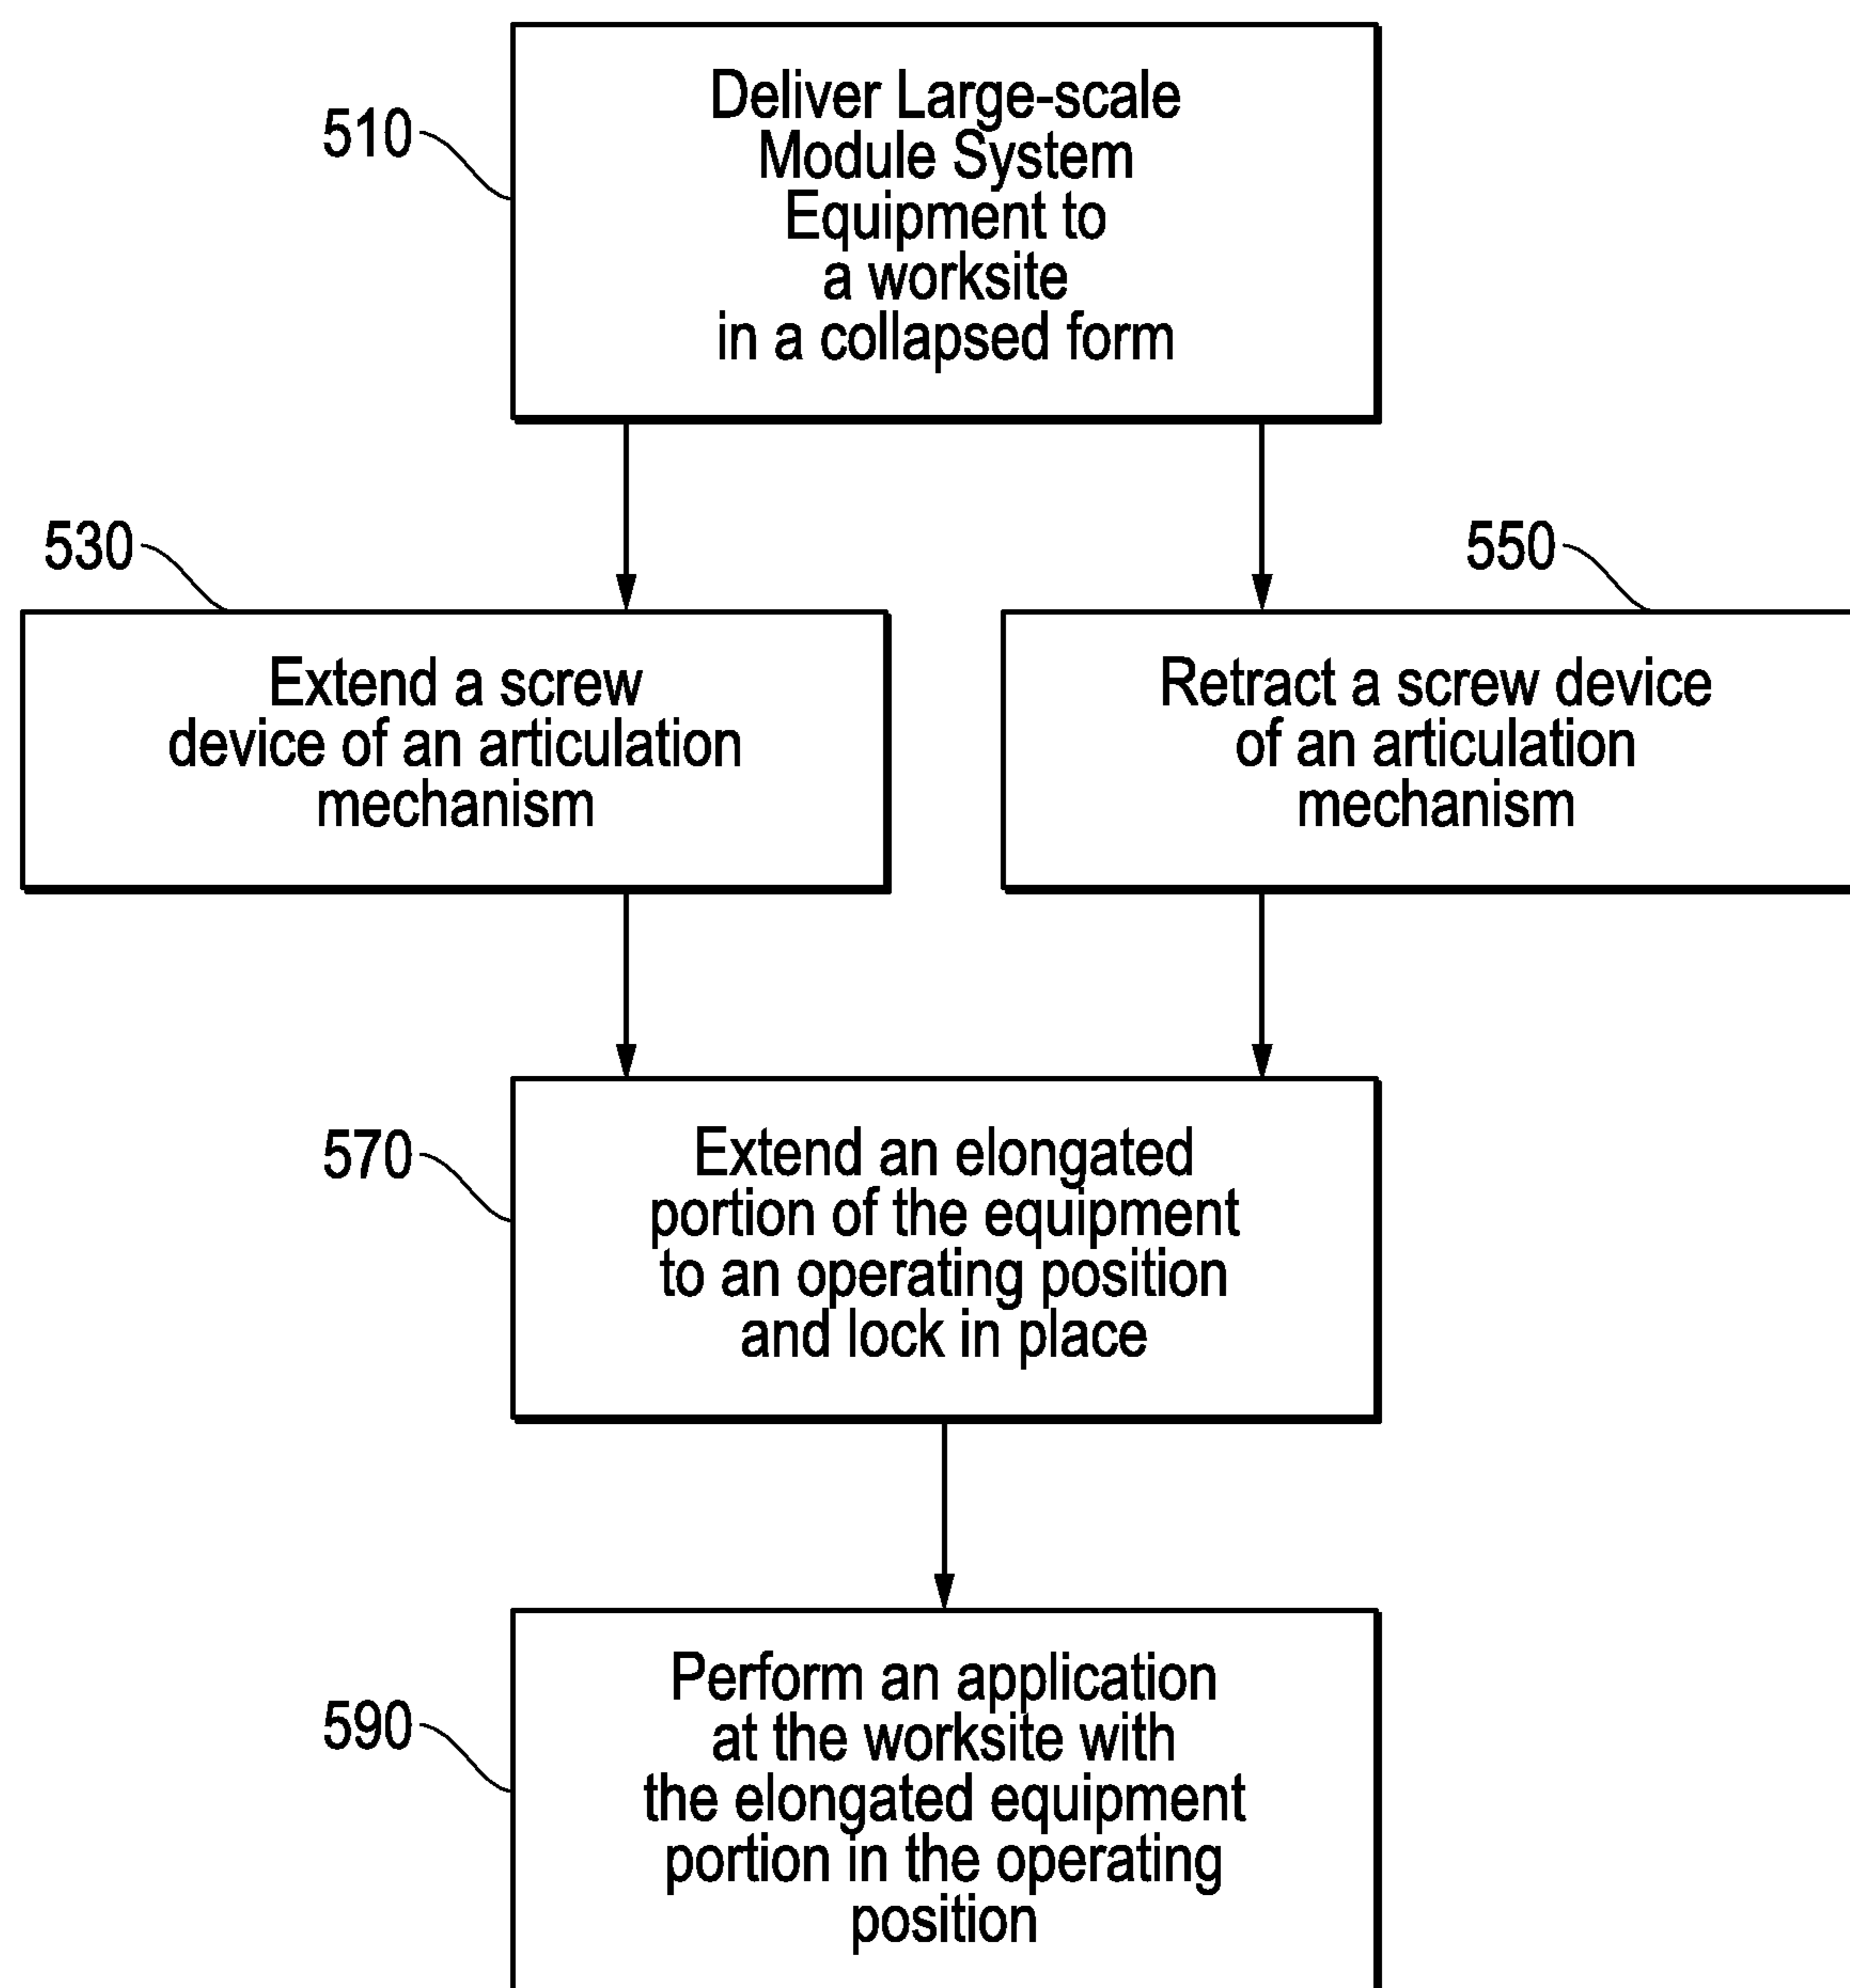 510
Deliver Large-scale
Module System
Equipment to
a worksite
in a collapsed form
530
Extend a screw
device of an articulation
mechanism
550
Retract a screw device
of an articulation
mechanism
570
Extend an elongated
portion of the equipment
to an operating position
and lock in place
590
Perform an application
at the worksite with
the elongated equipment
portion in the operating
position